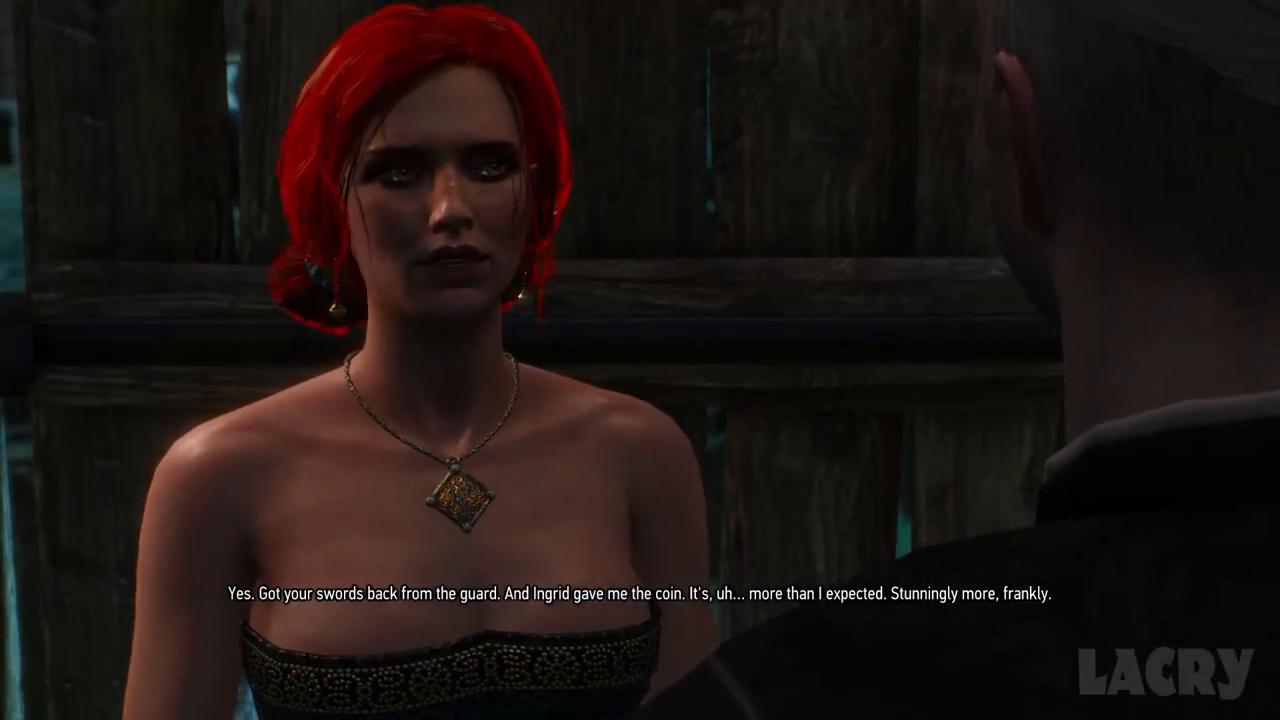 Yes. Got your swords back from the guard. And Ingrid gave me the coin. It's, uh... more than I expected. Stunningly more, frankly.
LACRY